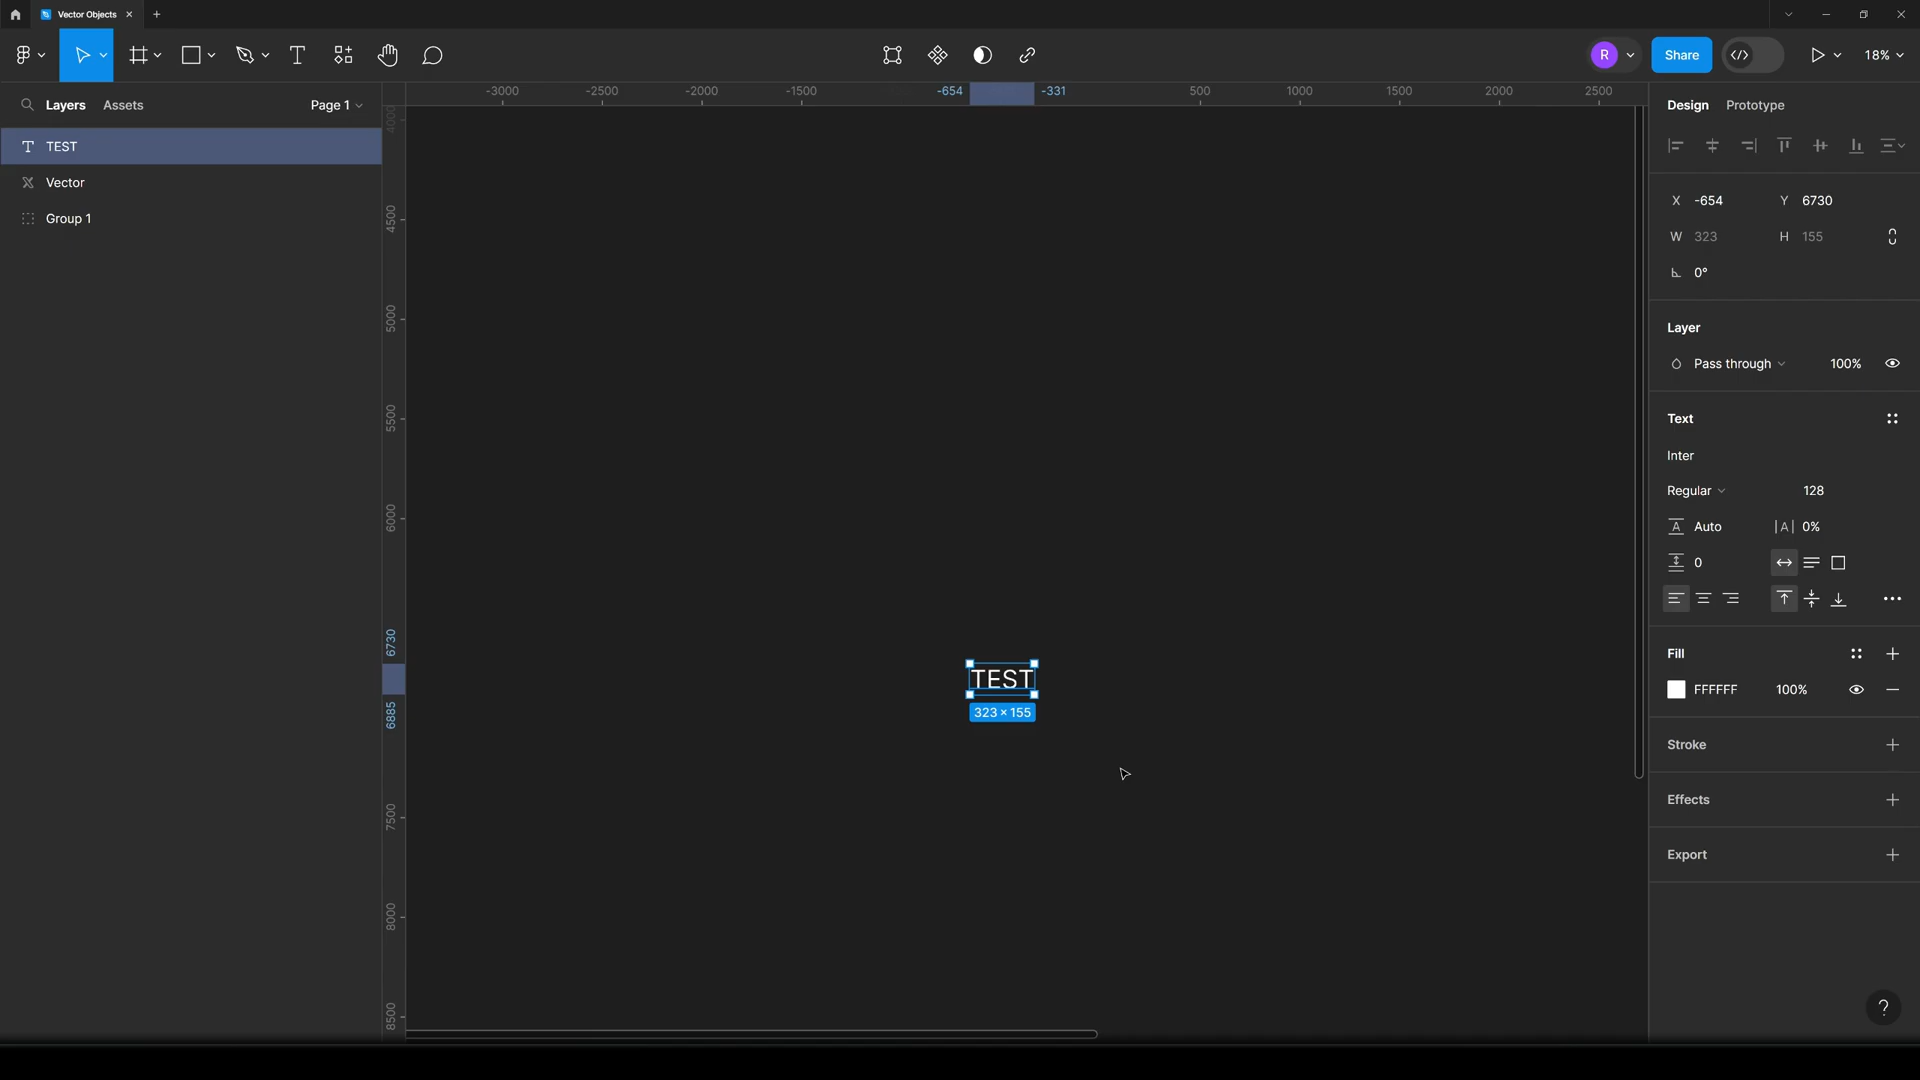 Vector Objects
R
Share
18%
Layers
Assets
Page 1
-3000
-2500
-2000
-1500
-654
-331
500
1000
1500
2000
2500
Design
Prototype
TEST
Vector
Group 1
4000
4500
5000
5500
6000
6730
6885
7500
8000
8500
TEST
323 × 155
X -654
Y 6730
W 323
H 155
0°
Layer
Pass through
100%
Text
Inter
Regular
128
A Auto
|A| 0%
0
Fill
FFFFFF
100%
Stroke
Effects
Export
?